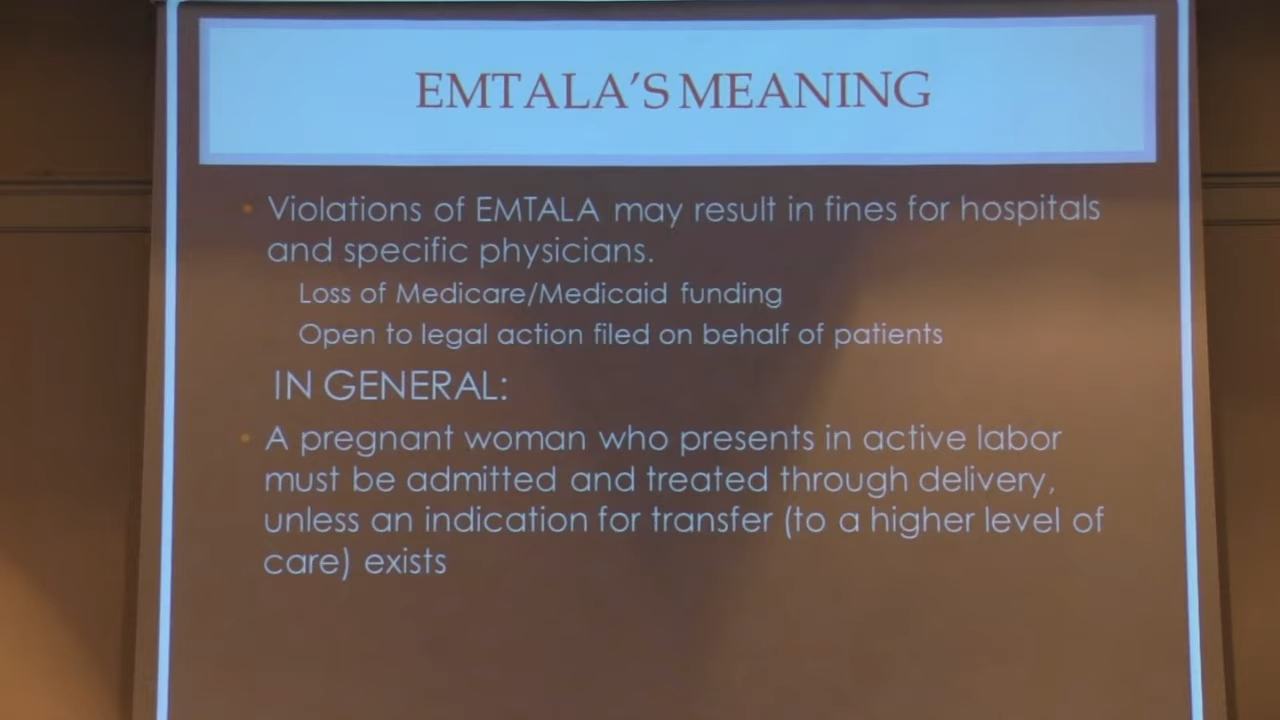 EMTALA'S MEANING
• Violations of EMTALA may result in fines for hospitals
and specific physicians.
Loss of Medicare/Medicaid funding
Open to legal action filed on behalf of patients
IN GENERAL:
• A pregnant woman who presents in active labor
must be admitted and treated through delivery,
unless an indication for transfer (to a higher level of
care) exists